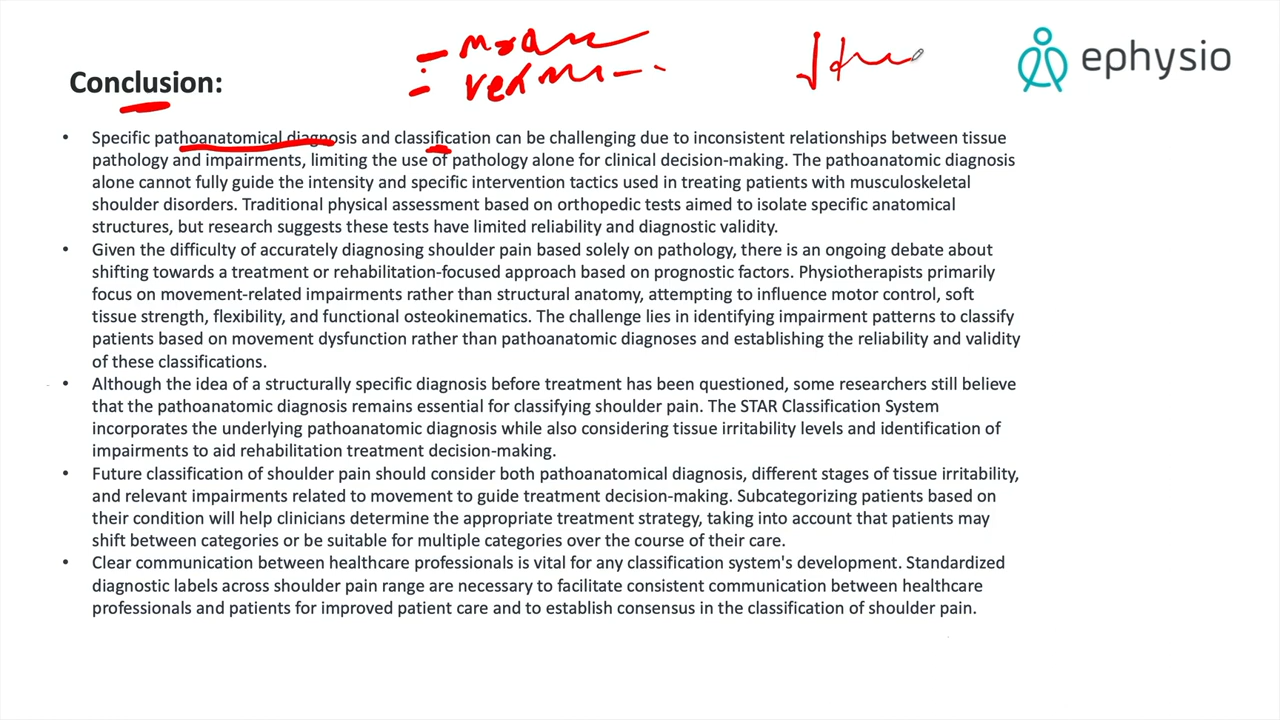 ephysio
Conclusion:
• Specific pathoanatomical diagnosis and classification can be challenging due to inconsistent relationships between tissue
pathology and impairments, limiting the use of pathology alone for clinical decision-making. The pathoanatomic diagnosis
alone cannot fully guide the intensity and specific intervention tactics used in treating patients with musculoskeletal
shoulder disorders. Traditional physical assessment based on orthopedic tests aimed to isolate specific anatomical
structures, but research suggests these tests have limited reliability and diagnostic validity.
• Given the difficulty of accurately diagnosing shoulder pain based solely on pathology, there is an ongoing debate about
shifting towards a treatment or rehabilitation-focused approach based on prognostic factors. Physiotherapists primarily
focus on movement-related impairments rather than structural anatomy, attempting to influence motor control, soft
tissue strength, flexibility, and functional osteokinematics. The challenge lies in identifying impairment patterns to classify
patients based on movement dysfunction rather than pathoanatomic diagnoses and establishing the reliability and validity
of these classifications.
• Although the idea of a structurally specific diagnosis before treatment has been questioned, some researchers still believe
that the pathoanatomic diagnosis remains essential for classifying shoulder pain. The STAR Classification System
incorporates the underlying pathoanatomic diagnosis while also considering tissue irritability levels and identification of
impairments to aid rehabilitation treatment decision-making.
• Future classification of shoulder pain should consider both pathoanatomical diagnosis, different stages of tissue irritability,
and relevant impairments related to movement to guide treatment decision-making. Subcategorizing patients based on
their condition will help clinicians determine the appropriate treatment strategy, taking into account that patients may
shift between categories or be suitable for multiple categories over the course of their care.
• Clear communication between healthcare professionals is vital for any classification system's development. Standardized
diagnostic labels across shoulder pain range are necessary to facilitate consistent communication between healthcare
professionals and patients for improved patient care and to establish consensus in the classification of shoulder pain.